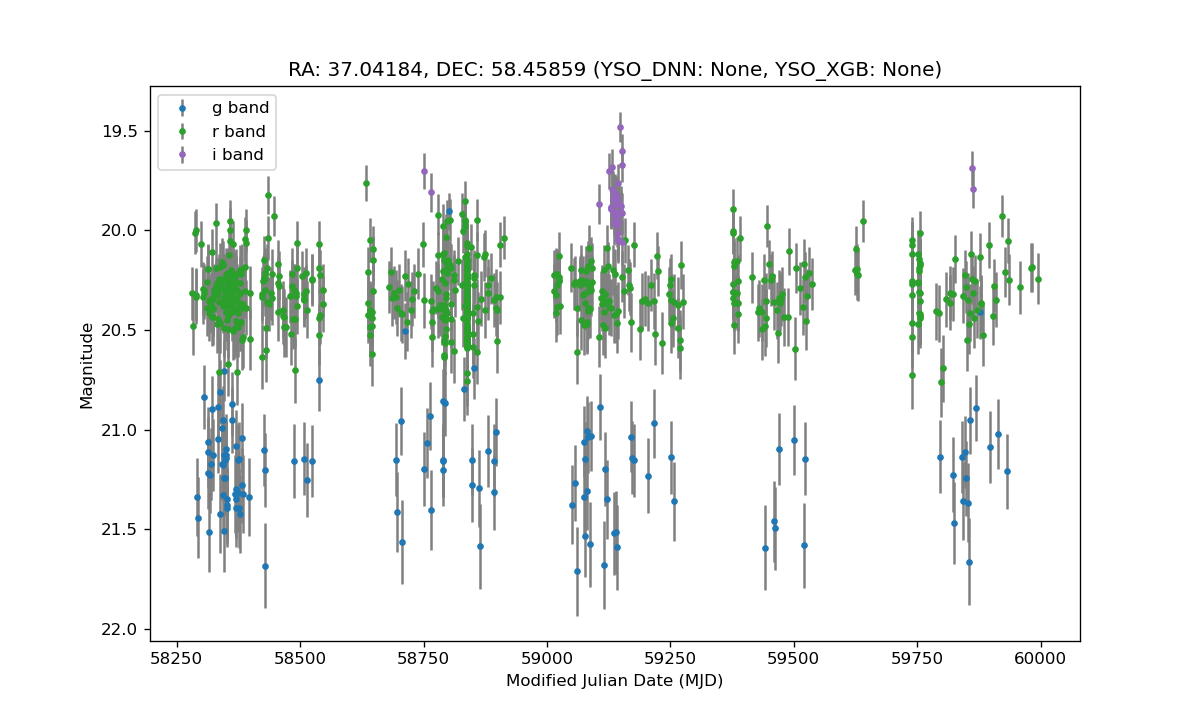 RA: 37.04184, DEC: 58.45859 (YSO_DNN: None, YSO_XGB: None)
g band
r band
i band
19.5
20.0
20.5
21.0
21.5
22.0
Magnitude
58250 58500 58750 59000 59250 59500 59750 60000
Modified Julian Date (MJD)